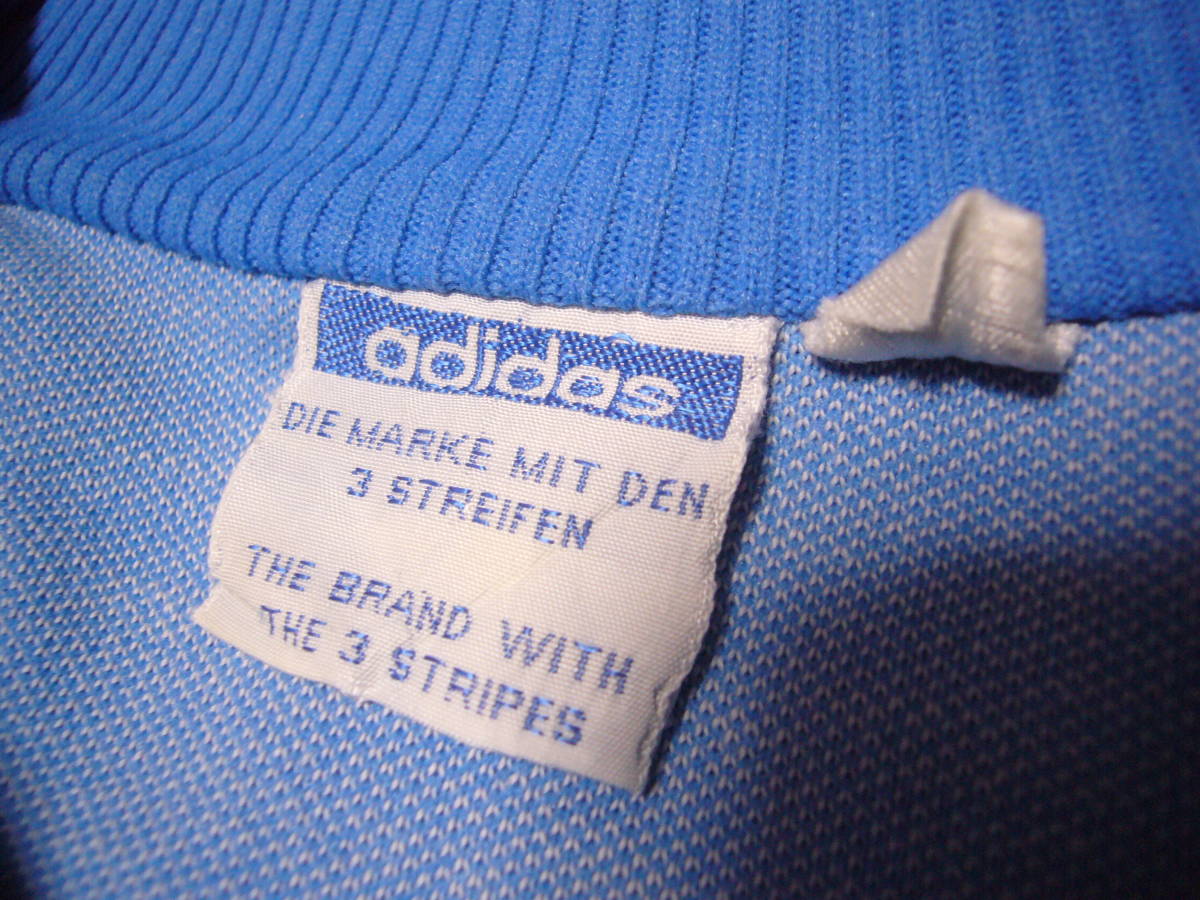 adidas
DIE MARKE MIT DEN
3 STREIFEN
THE BRAND WITH
THE 3 STRIPES